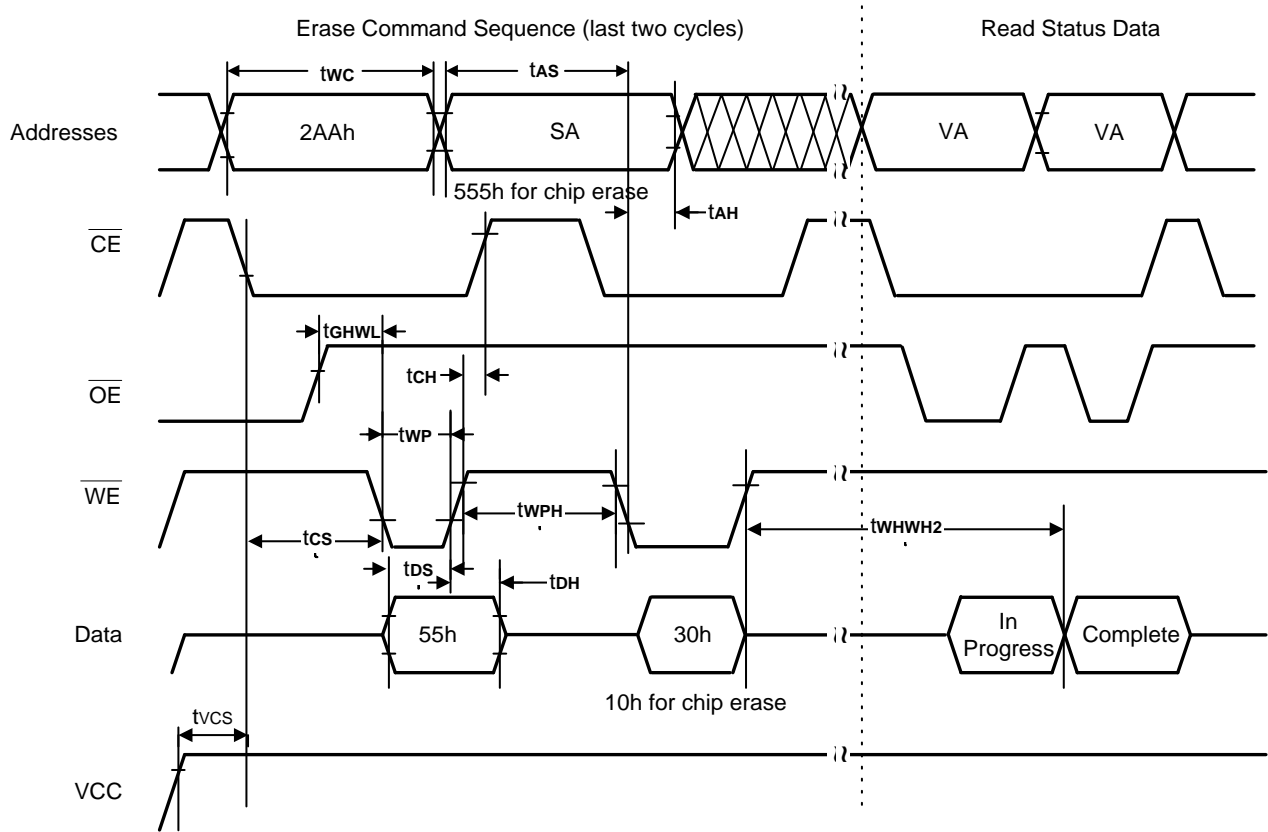 Erase Command Sequence (last two cycles) Read Status Data
tWC tAS
Addresses 2AAh SA VA VA
555h for chip erase
tAH
CE
tGHWL
tCH
OE
tWP
WE
tWPH
tCS tWHWH2
tDS tDH
Data 55h 30h In Progress Complete
10h for chip erase
tVCS
VCC